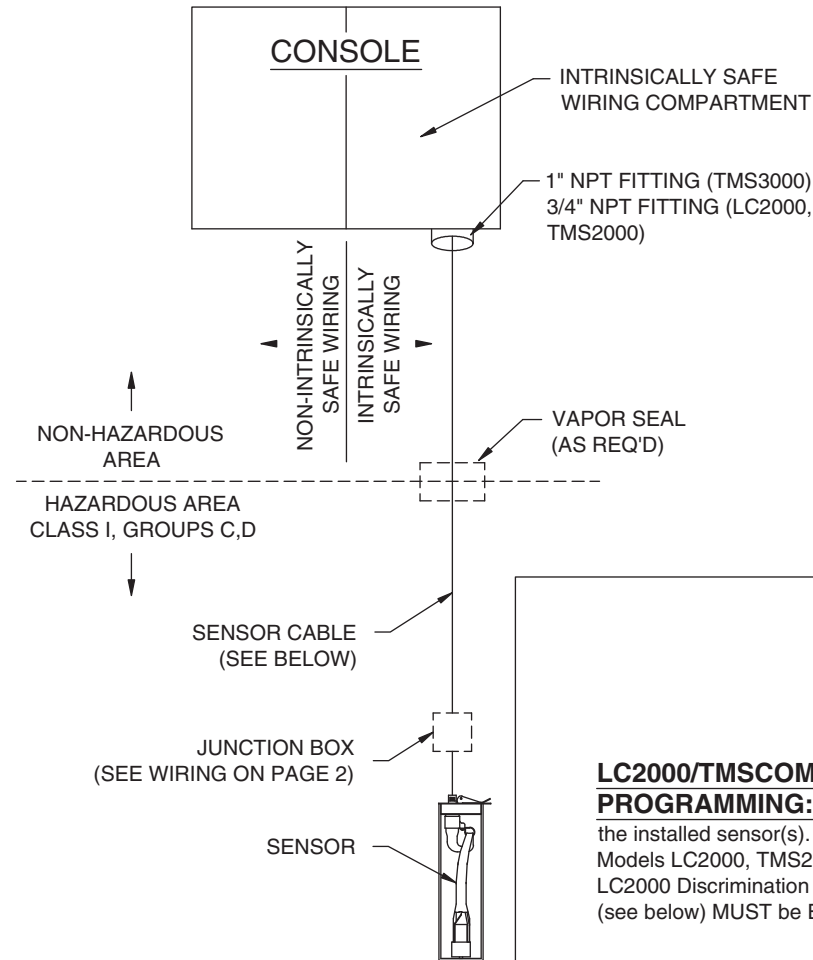 CONSOLE
INTRINSICALLY SAFE
WIRING COMPARTMENT
1" NPT FITTING (TMS3000)
3/4" NPT FITTING (LC2000,
TMS2000)
NON-INTRINSICALLY
SAFE WIRING
INTRINSICALLY
SAFE WIRING
NON-HAZARDOUS
AREA
VAPOR SEAL
(AS REQ'D)
HAZARDOUS AREA
CLASS I, GROUPS C,D
SENSOR CABLE
(SEE BELOW)
JUNCTION BOX
(SEE WIRING ON PAGE 2)
SENSOR
LC2000/TMSCOM
PROGRAMMING:
the installed sensor(s).
Models LC2000, TMS2
LC2000 Discrimination
(see below) MUST be